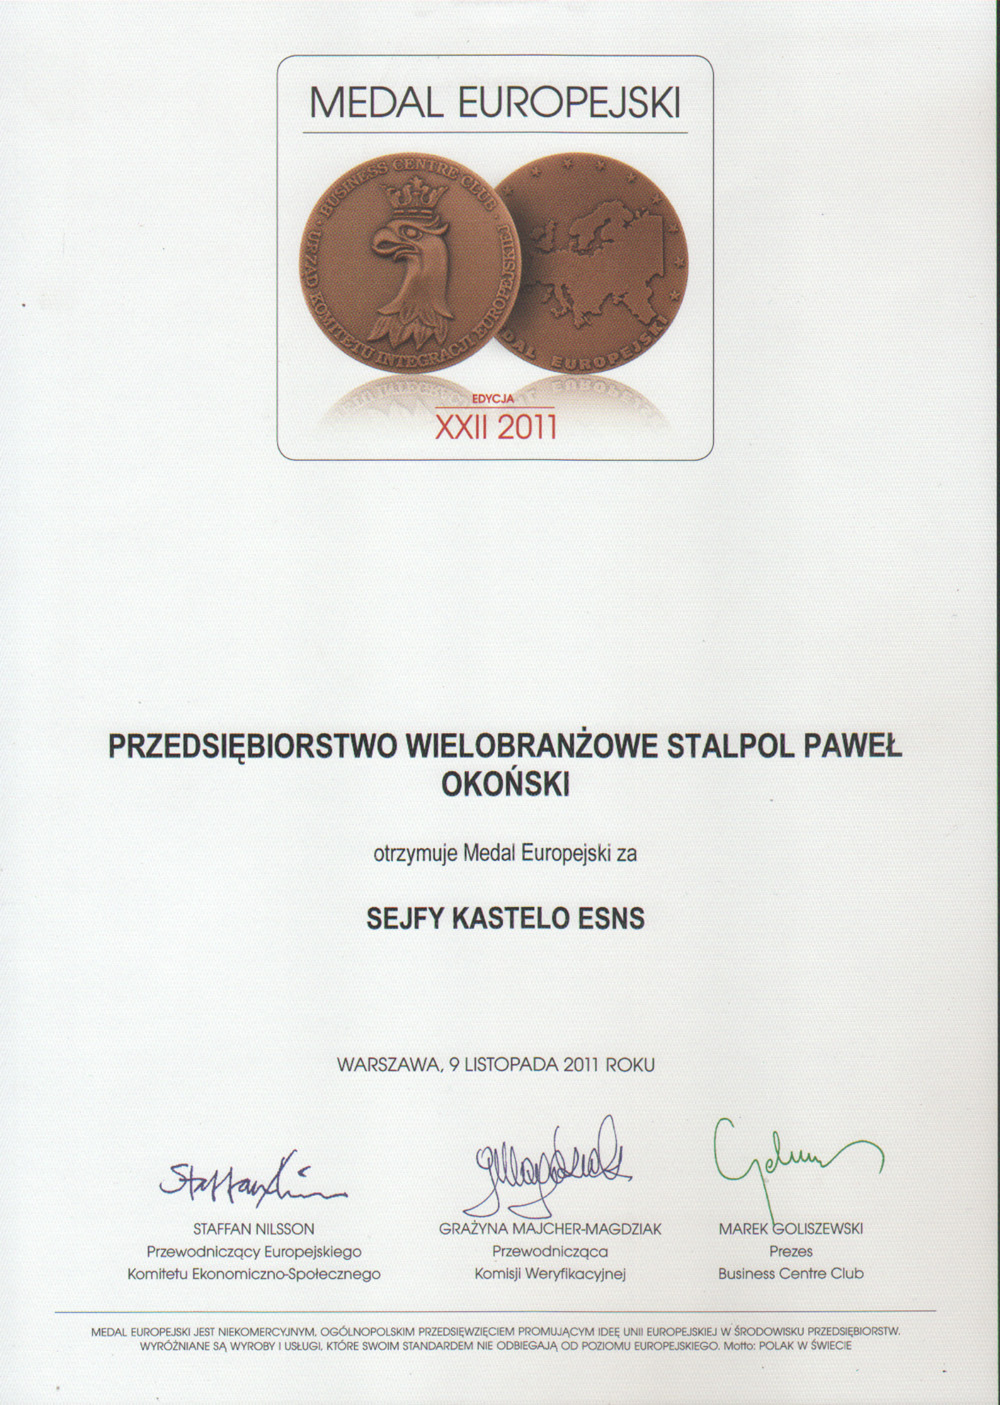 MEDAL EUROPEJSKI
· BUSINESS CENTRE CLUB ·
URZĄD KOMITETU INTEGRACJI EUROPEJSKIEJ
DAL EUROPEJSKI
EDYCJA
XXII 2011
PRZEDSIĘBIORSTWO WIELOBRANŻOWE STALPOL PAWEŁ
OKOŃSKI
otrzymuje Medal Europejski za
SEJFY KASTELO ESNS
WARSZAWA, 9 LISTOPADA 2011 ROKU
STAFFAN NILSSON
Przewodniczący Europejskiego
Komitetu Ekonomiczno-Społecznego
GRAŻYNA MAJCHER-MAGDZIAK
Przewodnicząca
Komisji Weryfikacyjnej
MAREK GOLISZEWSKI
Prezes
Business Centre Club
MEDAL EUROPEJSKI JEST NIEKOMERCYJNYM, OGÓLNOPOLSKIM PRZEDSIĘWZIĘCIEM PROMUJĄCYM IDEĘ UNII EUROPEJSKIEJ W ŚRODOWISKU PRZEDSIĘBIORSTW.
WYRÓŻNIANE SĄ WYROBY I USŁUGI, KTÓRE SWOIM STANDARDEM NIE ODBIEGAJĄ OD POZIOMU EUROPEJSKIEGO. Motto: POLAK W ŚWIECIE